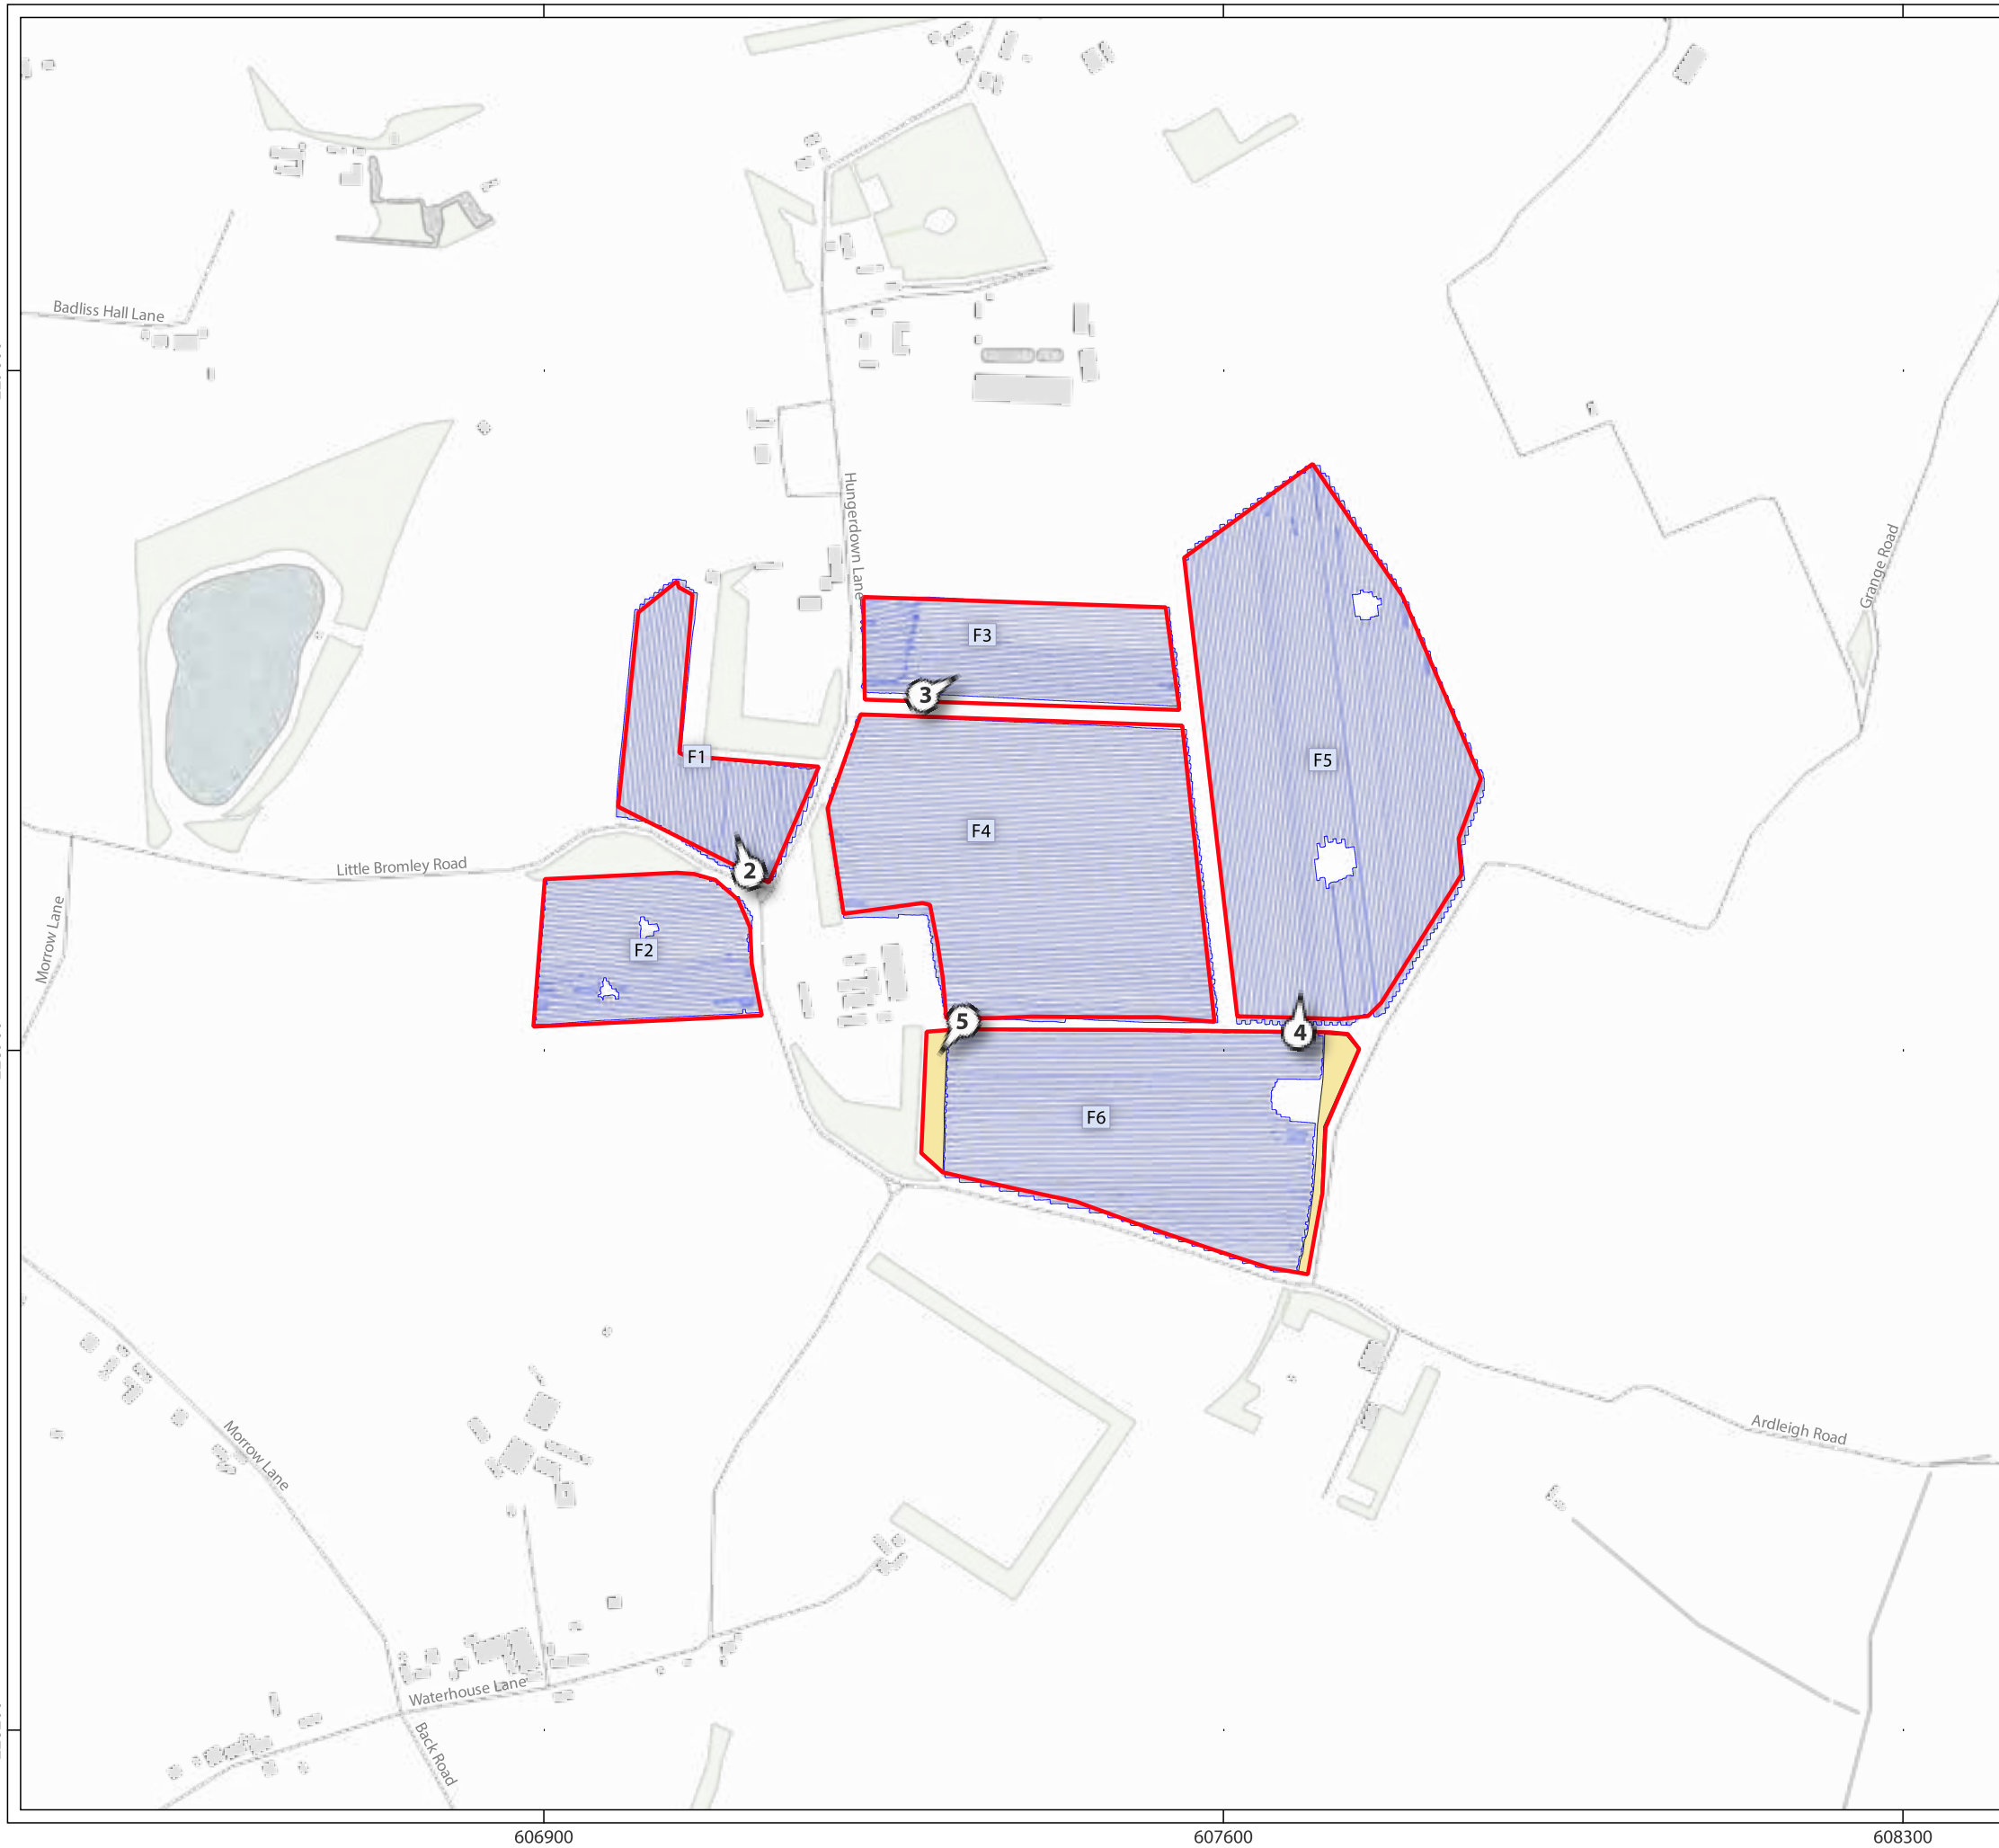 Badliss Hall Lane
Hungerdown Lane
Grange Road
F3
3
F1
F5
F4
Little Bromley Road
2
Morrow Lane
F2
5
4
F6
Morrow Lane
Ardleigh Road
Waterhouse Lane
Back Road
606900
607600
608300